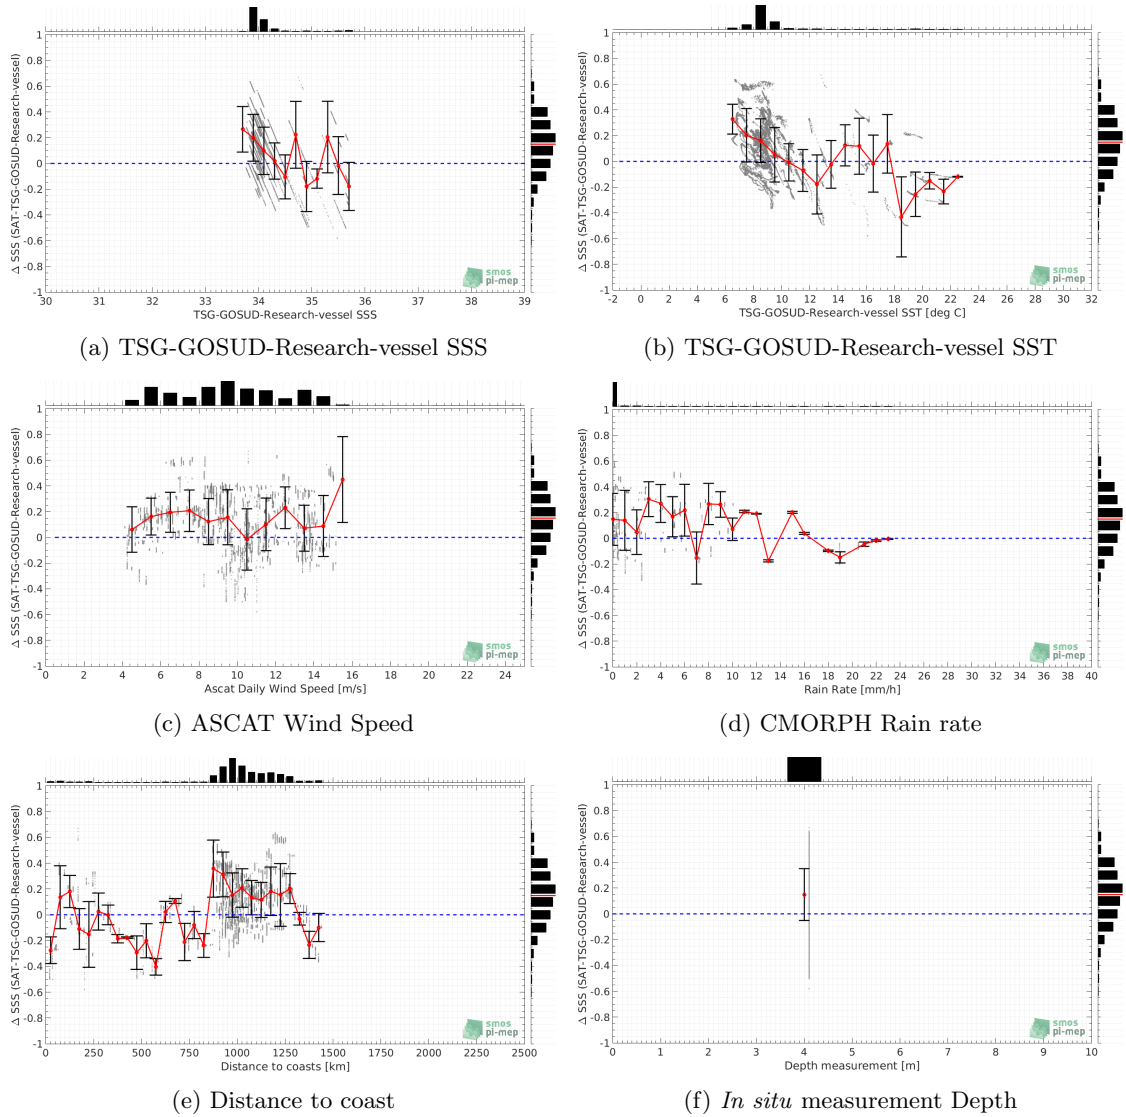 Δ SSS (SAT-TSG-GOSUD-Research-vessel)
1
0.8
0.6
0.4
0.2
0
-0.2
-0.4
-0.6
-0.8
-1
30 31 32 33 34 35 36 37 38 39
TSG-GOSUD-Research-vessel SSS
smos
pi-mep
(a) TSG-GOSUD-Research-vessel SSS
Δ SSS (SAT-TSG-GOSUD-Research-vessel)
1
0.8
0.6
0.4
0.2
0
-0.2
-0.4
-0.6
-0.8
-1
-2 0 2 4 6 8 10 12 14 16 18 20 22 24 26 28 30 32
TSG-GOSUD-Research-vessel SST [deg C]
smos
pi-mep
(b) TSG-GOSUD-Research-vessel SST
Δ SSS (SAT-TSG-GOSUD-Research-vessel)
1
0.8
0.6
0.4
0.2
0
-0.2
-0.4
-0.6
-0.8
-1
0 2 4 6 8 10 12 14 16 18 20 22 24
Ascat Daily Wind Speed [m/s]
smos
pi-mep
(c) ASCAT Wind Speed
Δ SSS (SAT-TSG-GOSUD-Research-vessel)
1
0.8
0.6
0.4
0.2
0
-0.2
-0.4
-0.6
-0.8
-1
0 2 4 6 8 10 12 14 16 18 20 22 24 26 28 30 32 34 36 38 40
Rain Rate [mm/h]
smos
pi-mep
(d) CMORPH Rain rate
Δ SSS (SAT-TSG-GOSUD-Research-vessel)
1
0.8
0.6
0.4
0.2
0
-0.2
-0.4
-0.6
-0.8
-1
0 250 500 750 1000 1250 1500 1750 2000 2250 2500
Distance to coasts [km]
smos
pi-mep
(e) Distance to coast
Δ SSS (SAT-TSG-GOSUD-Research-vessel)
1
0.8
0.6
0.4
0.2
0
-0.2
-0.4
-0.6
-0.8
-1
0 1 2 3 4 5 6 7 8 9 10
Depth measurement [m]
smos
pi-mep
(f) In situ measurement Depth